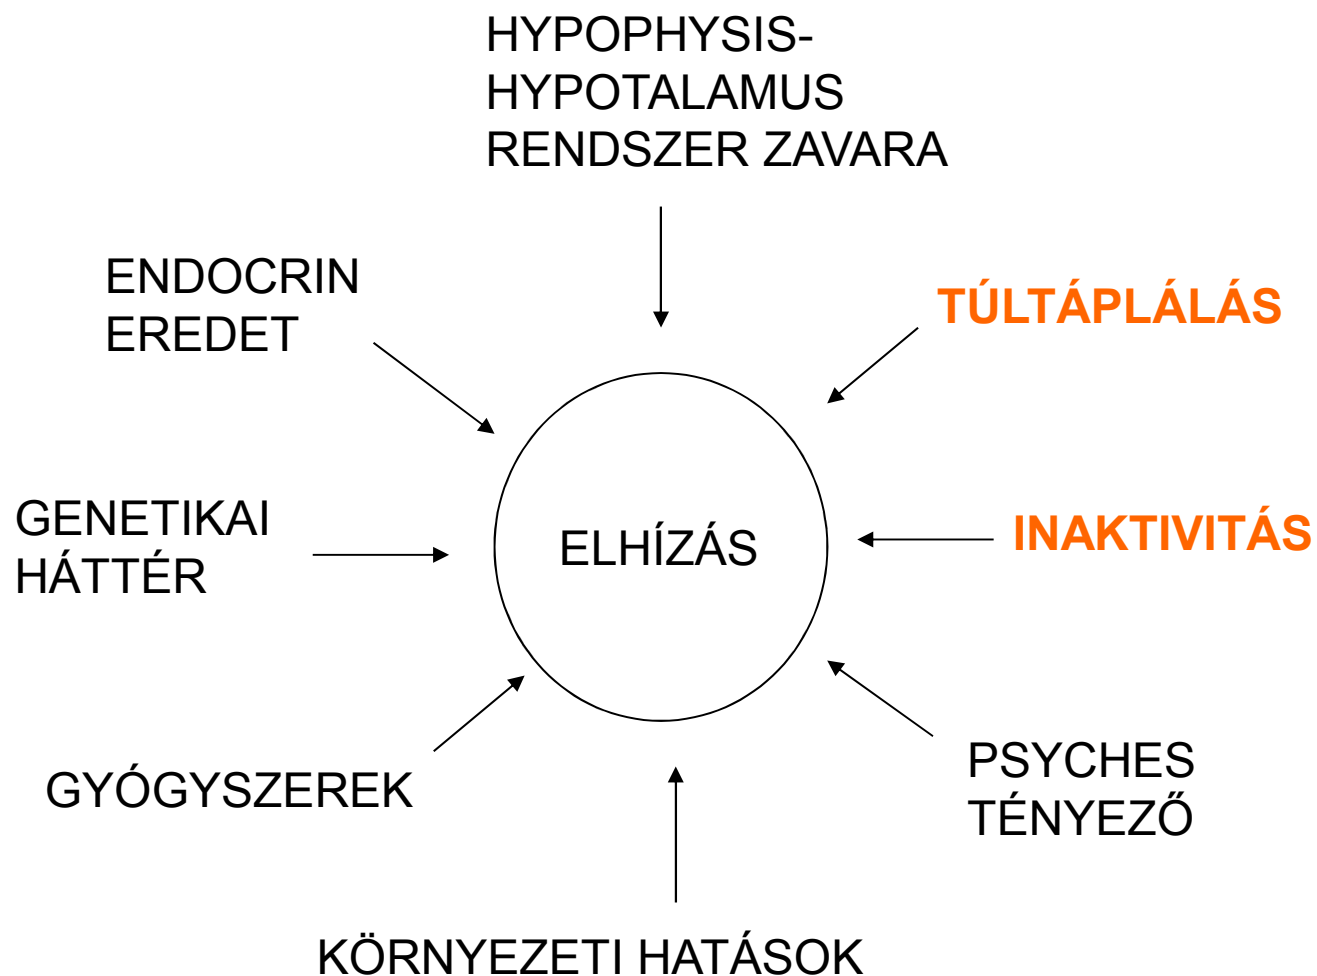 HYPOPHYSIS-
HYPOTALAMUS
RENDSZER ZAVARA
ENDOCRIN
EREDET
TÚLTÁPLÁLÁS
GENETIKAI
HÁTTÉR
ELHÍZÁS
INAKTIVITÁS
GYÓGYSZEREK
PSYCHES
TÉNYEZŐ
KÖRNYEZETI HATÁSOK